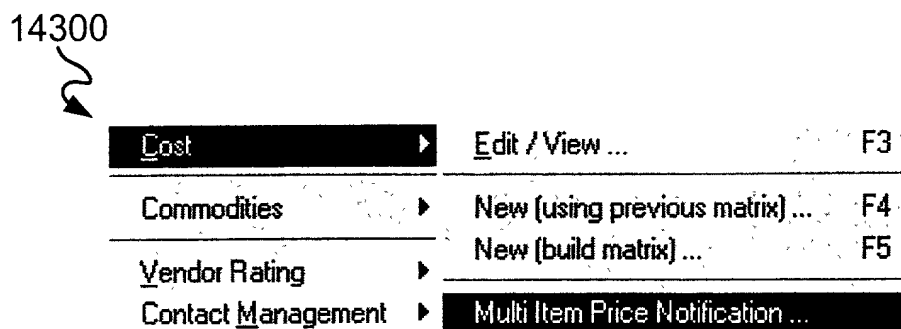 14300
Cost Edit / View ... F3
Commodities New (using previous matrix) ... F4
New (build matrix) ... F5
Vendor Rating
Contact Management Multi Item Price Notification ...